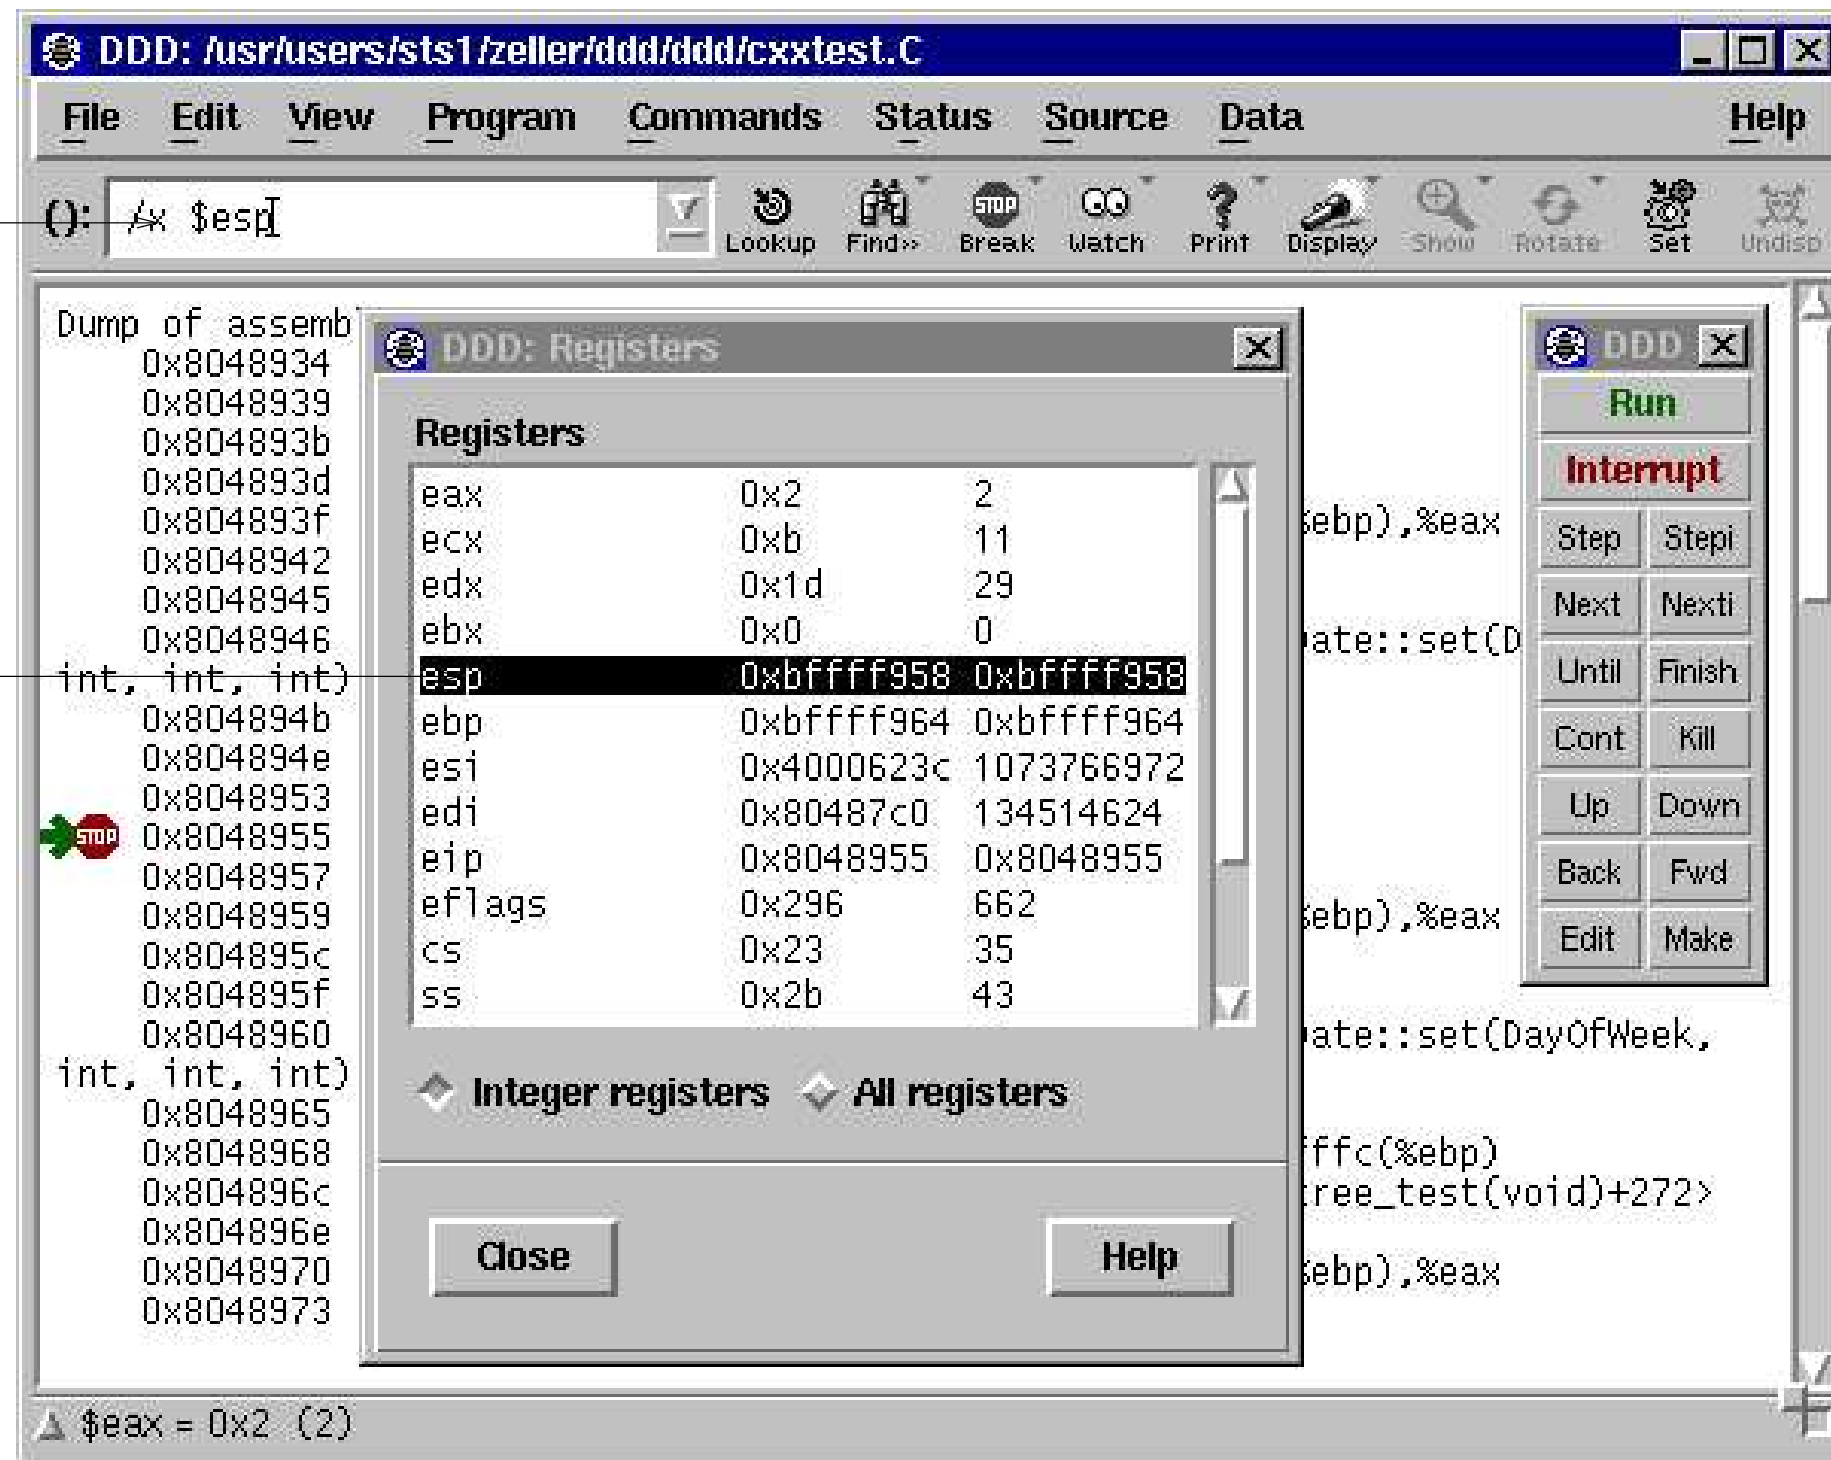 DDD: /usr/users/sts1/zeller/ddd/ddd/cxxtest.C
File Edit View Program Commands Status Source Data Help
(): /x $esp
Lookup Find» Break Watch Print Display Show Rotate Set Undisp
STOP
Dump of assemb
0x8048934
0x8048939
0x804893b
0x804893d
0x804893f %ebp),%eax
0x8048942
0x8048945
0x8048946 ate::set(D
int, int, int)
0x804894b
0x804894e
0x8048953
STOP 0x8048955
0x8048957
0x8048959 %ebp),%eax
0x804895c
0x804895f
0x8048960 ate::set(DayOfWeek,
int, int, int)
0x8048965
0x8048968 ffc(%ebp)
0x804896c ree_test(void)+272>
0x804896e
0x8048970 %ebp),%eax
0x8048973
DDD: Registers
Registers
eax 0x2 2
ecx 0xb 11
edx 0x1d 29
ebx 0x0 0
esp 0xbffff958 0xbffff958
ebp 0xbffff964 0xbffff964
esi 0x4000623c 1073766972
edi 0x80487c0 134514624
eip 0x8048955 0x8048955
eflags 0x296 662
cs 0x23 35
ss 0x2b 43
Integer registers All registers
Close Help
DDD
Run
Interrupt
Step Stepi
Next Nexti
Until Finish
Cont Kill
Up Down
Back Fwd
Edit Make
$eax = 0x2 (2)